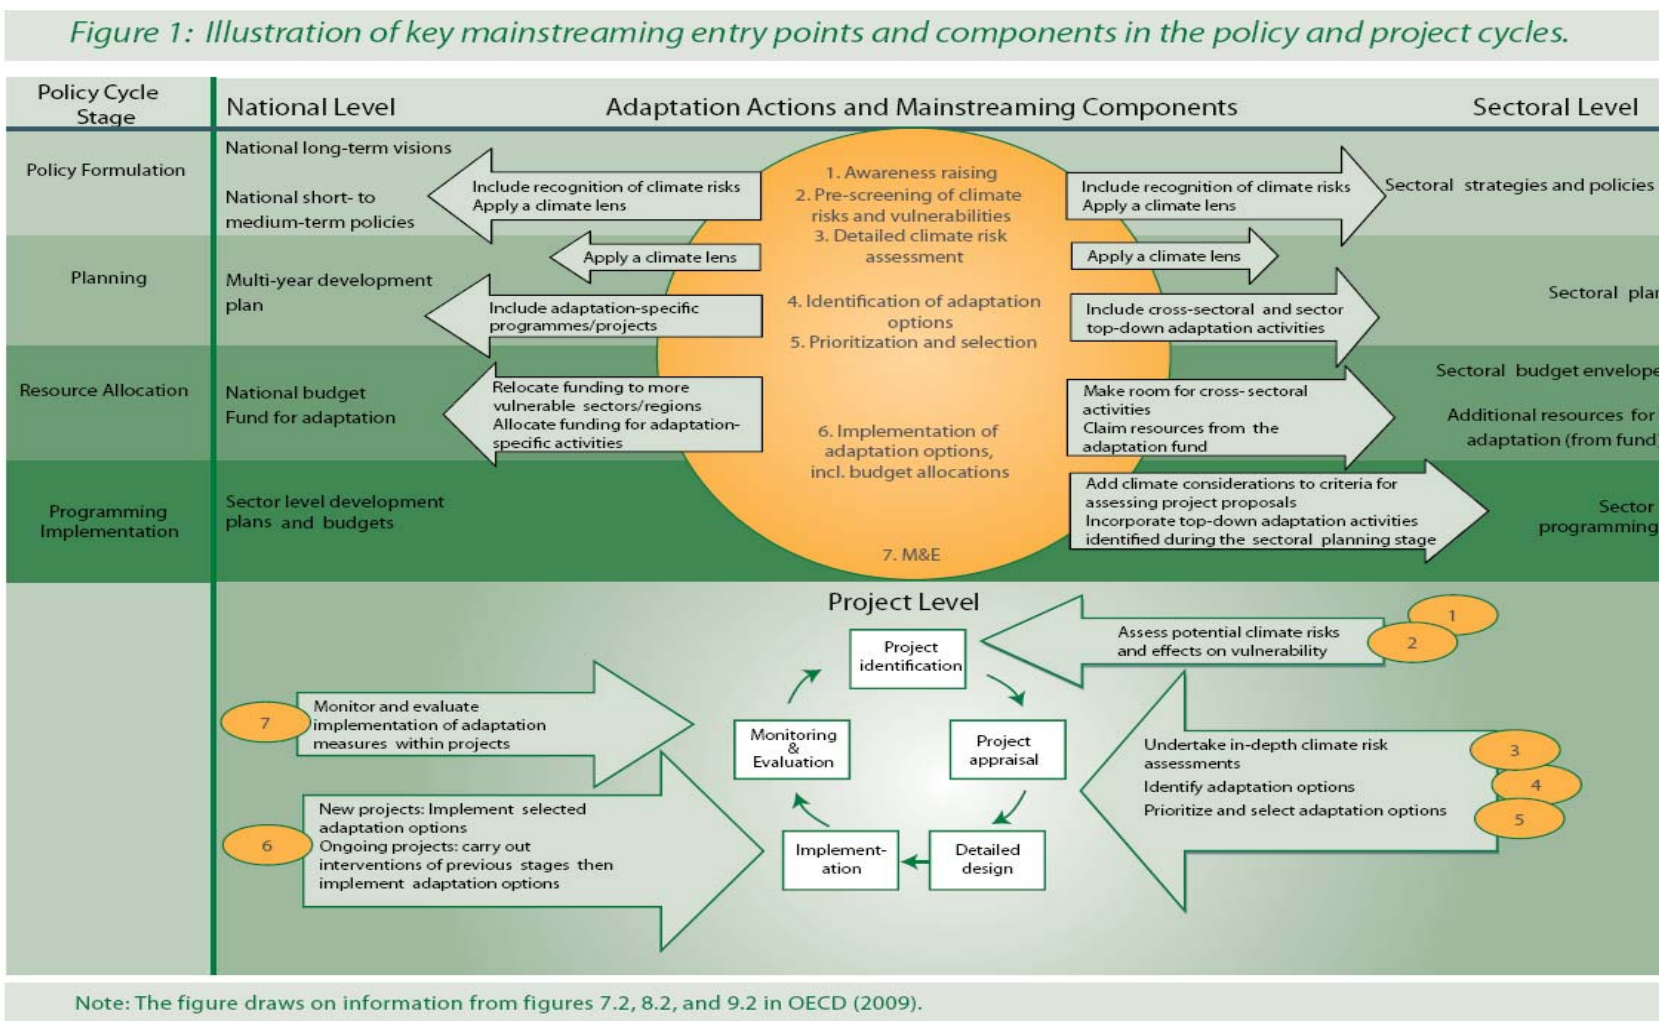 Figure 1: Illustration of key mainstreaming entry points and components in the policy and project cycles.
Policy Cycle
Stage
National Level
Adaptation Actions and Mainstreaming Components
Sectoral Level
Policy Formulation
National long-term visions
National short- to
medium-term policies
Include recognition of climate risks
Apply a climate lens
1. Awareness raising
2. Pre-screening of climate
risks and vulnerabilities
3. Detailed climate risk
assessment
Include recognition of climate risks
Apply a climate lens
Sectoral strategies and policies
Planning
Multi-year development
plan
Apply a climate lens
Include adaptation-specific
programmes/projects
4. Identification of adaptation
options
5. Prioritization and selection
Apply a climate lens
Include cross-sectoral and sector
top-down adaptation activities
Sectoral plan
Resource Allocation
National budget
Fund for adaptation
Relocate funding to more
vulnerable sectors/regions
Allocate funding for adaptation-
specific activities
6. Implementation of
adaptation options,
incl. budget allocations
Make room for cross-sectoral
activities
Claim resources from the
adaptation fund
Sectoral budget envelope
Additional resources for
adaptation (from fund)
Programming
Implementation
Sector level development
plans and budgets
7. M&E
Add climate considerations to criteria for
assessing project proposals
Incorporate top-down adaptation activities
identified during the sectoral planning stage
Sector
programming
Project Level
Project
identification
Assess potential climate risks
and effects on vulnerability
1
2
7
Monitor and evaluate
implementation of adaptation
measures within projects
Monitoring
&
Evaluation
Project
appraisal
Undertake in-depth climate risk
assessments
Identify adaptation options
Prioritize and select adaptation options
3
4
5
6
New projects: Implement selected
adaptation options
Ongoing projects: carry out
interventions of previous stages then
implement adaptation options
Implement-
ation
Detailed
design
Note: The figure draws on information from figures 7.2, 8.2, and 9.2 in OECD (2009).